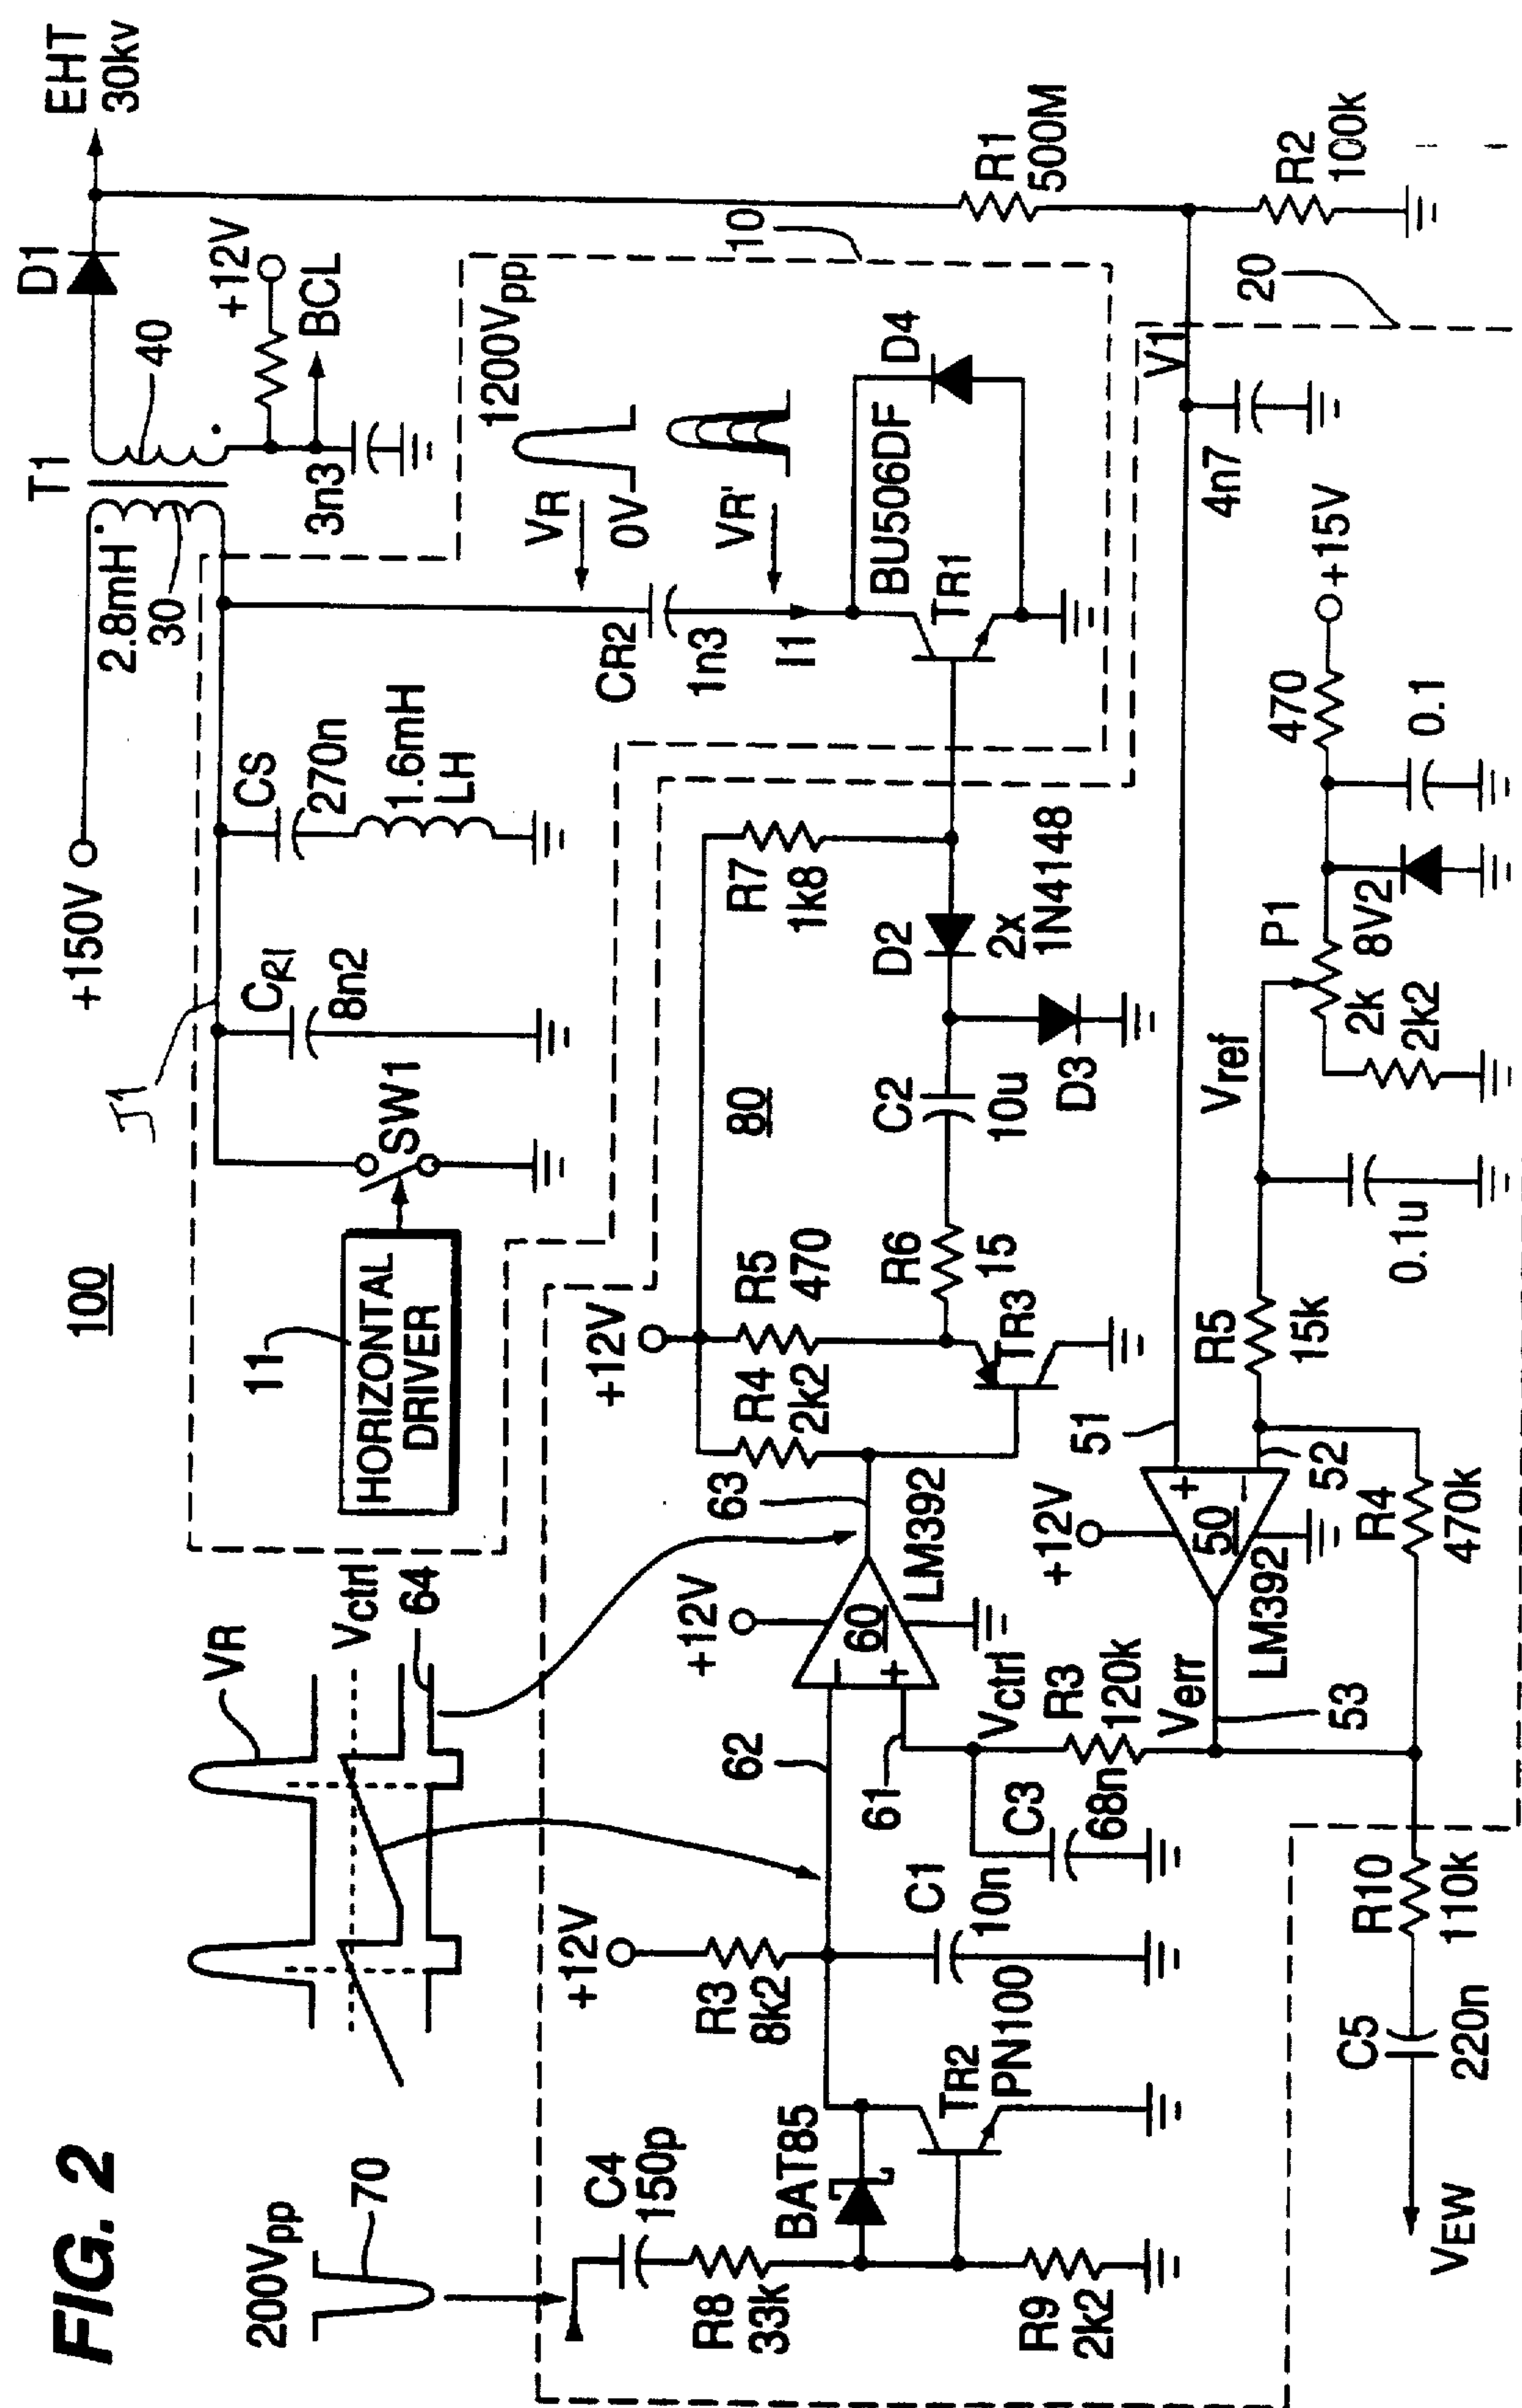 FIG. 2
100
200Vpp
70
VR
Vctrl
64
11
HORIZONTAL
DRIVER
SW1
I1
CR1
8n2
CS
270n
1.6mH
LH
+150V
2.8mH
30
T1
40
D1
EHT
30kv
+12V
BCL
3n3
1200Vpp
VR
0V
VR'
CR2
1n3
I1
10
BU506DF
D4
TR1
R1
500M
R2
100k
20
V1
4n7
C4
150p
R8
33k
BAT85
R9
2k2
TR2
PN100
+12V
R3
8k2
C1
10n
62
61
+12V
60
−
+
LM392
63
Vctrl
C3
68n
R3
120k
+12V
R4
2k2
R5
470
TR3
R6
15
80
C2
10u
D3
D2
2x
1N4148
R7
1k8
Verr
53
50
+
−
LM392
+12V
51
52
R4
470k
R5
15k
0.1u
Vref
P1
2k
2k2
8V2
0.1
470
+15V
R10
110k
C5
220n
VEW